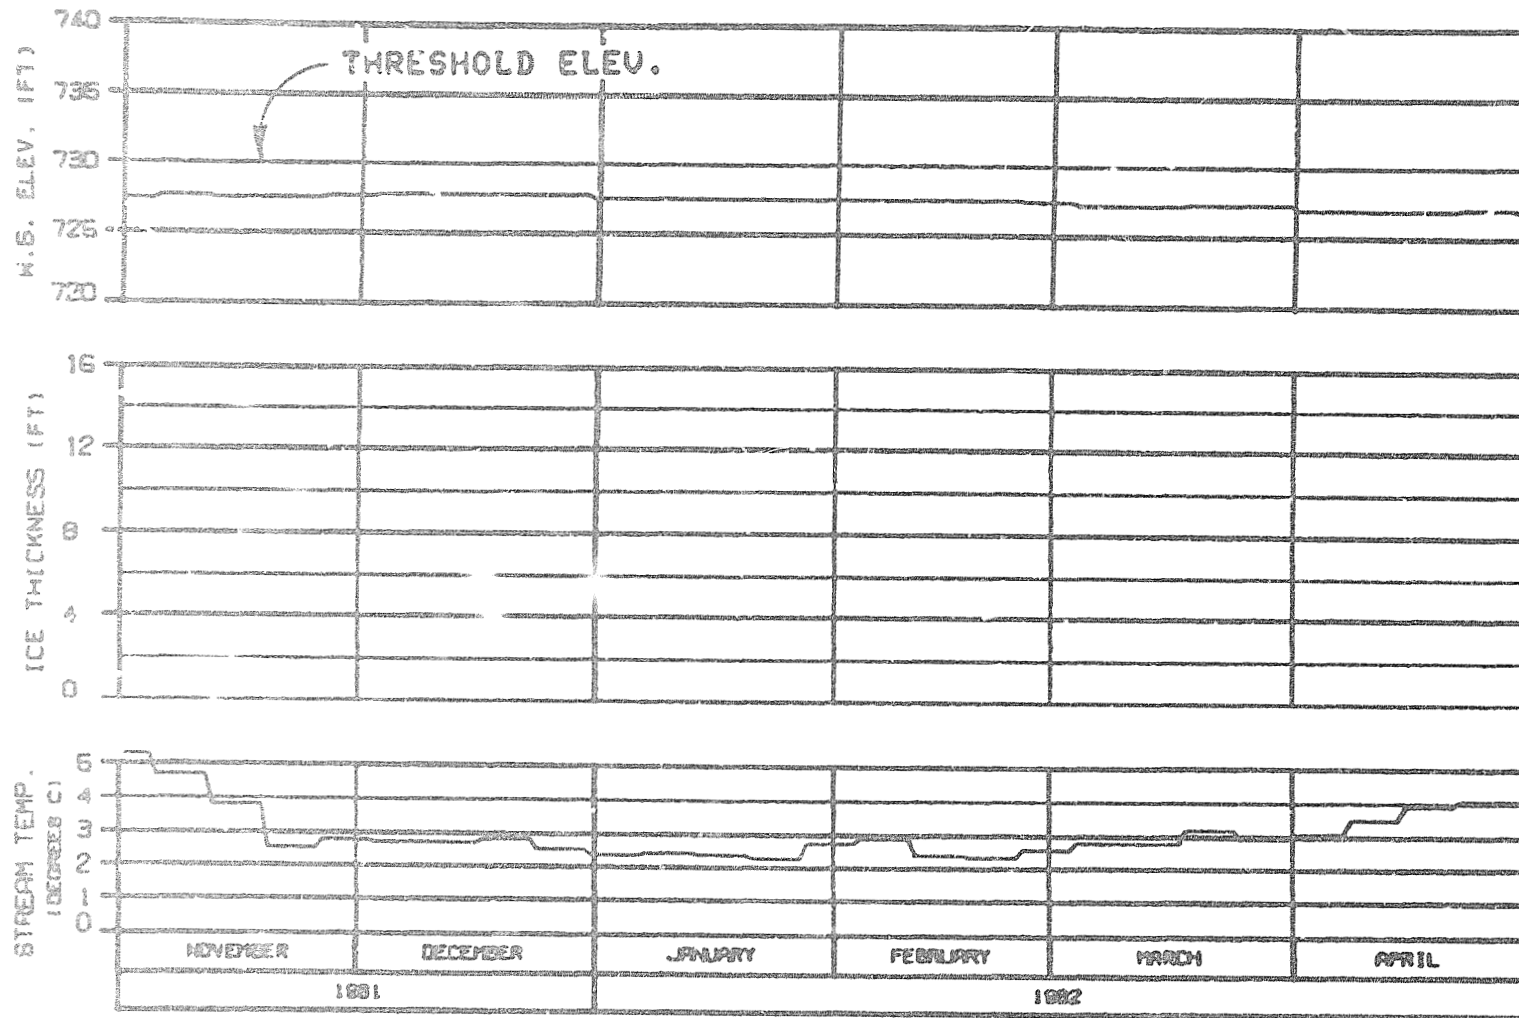 740
THRESHOLD ELEV.
735
730
725
720
W.S. ELEV. (FT)
16
12
8
4
0
ICE THICKNESS (FT)
5
4
3
2
1
0
STREAM TEMP.
(DEGREES C)
NOVEMBER DECEMBER JANUARY FEBRUARY MARCH APRIL
1981 1982